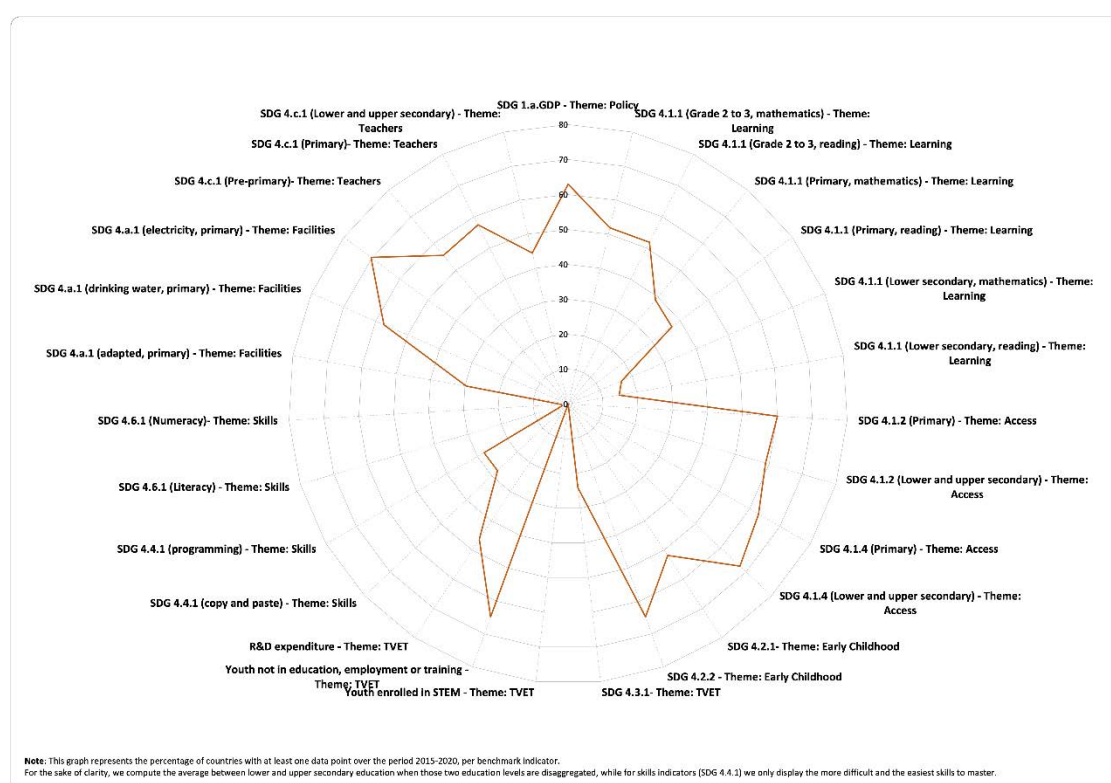 SDG 1.a.GDP - Theme: Policy
SDG 4.1.1 (Grade 2 to 3, mathematics) - Theme:
Learning
SDG 4.1.1 (Grade 2 to 3, reading) - Theme: Learning
SDG 4.1.1 (Primary, mathematics) - Theme: Learning
SDG 4.1.1 (Primary, reading) - Theme: Learning
SDG 4.1.1 (Lower secondary, mathematics) - Theme:
Learning
SDG 4.1.1 (Lower secondary, reading) - Theme:
Learning
SDG 4.1.2 (Primary) - Theme: Access
SDG 4.1.2 (Lower and upper secondary) - Theme:
Access
SDG 4.1.4 (Primary) - Theme: Access
SDG 4.1.4 (Lower and upper secondary) - Theme:
Access
SDG 4.2.1- Theme: Early Childhood
SDG 4.2.2 - Theme: Early Childhood
SDG 4.3.1- Theme: TVET
Youth enrolled in STEM - Theme: TVET
Youth not in education, employment or training -
Theme: TVET
R&D expenditure - Theme: TVET
SDG 4.4.1 (copy and paste) - Theme: Skills
SDG 4.4.1 (programming) - Theme: Skills
SDG 4.6.1 (Literacy) - Theme: Skills
SDG 4.6.1 (Numeracy)- Theme: Skills
SDG 4.a.1 (adapted, primary) - Theme: Facilities
SDG 4.a.1 (drinking water, primary) - Theme: Facilities
SDG 4.a.1 (electricity, primary) - Theme: Facilities
SDG 4.c.1 (Pre-primary)- Theme: Teachers
SDG 4.c.1 (Primary)- Theme: Teachers
SDG 4.c.1 (Lower and upper secondary) - Theme:
Teachers
80
70
60
50
40
30
20
10
0
Note: This graph represents the percentage of countries with at least one data point over the period 2015-2020, per benchmark indicator.
For the sake of clarity, we compute the average between lower and upper secondary education when those two education levels are disaggregated, while for skills indicators (SDG 4.4.1) we only display the more difficult and the easiest skills to master.